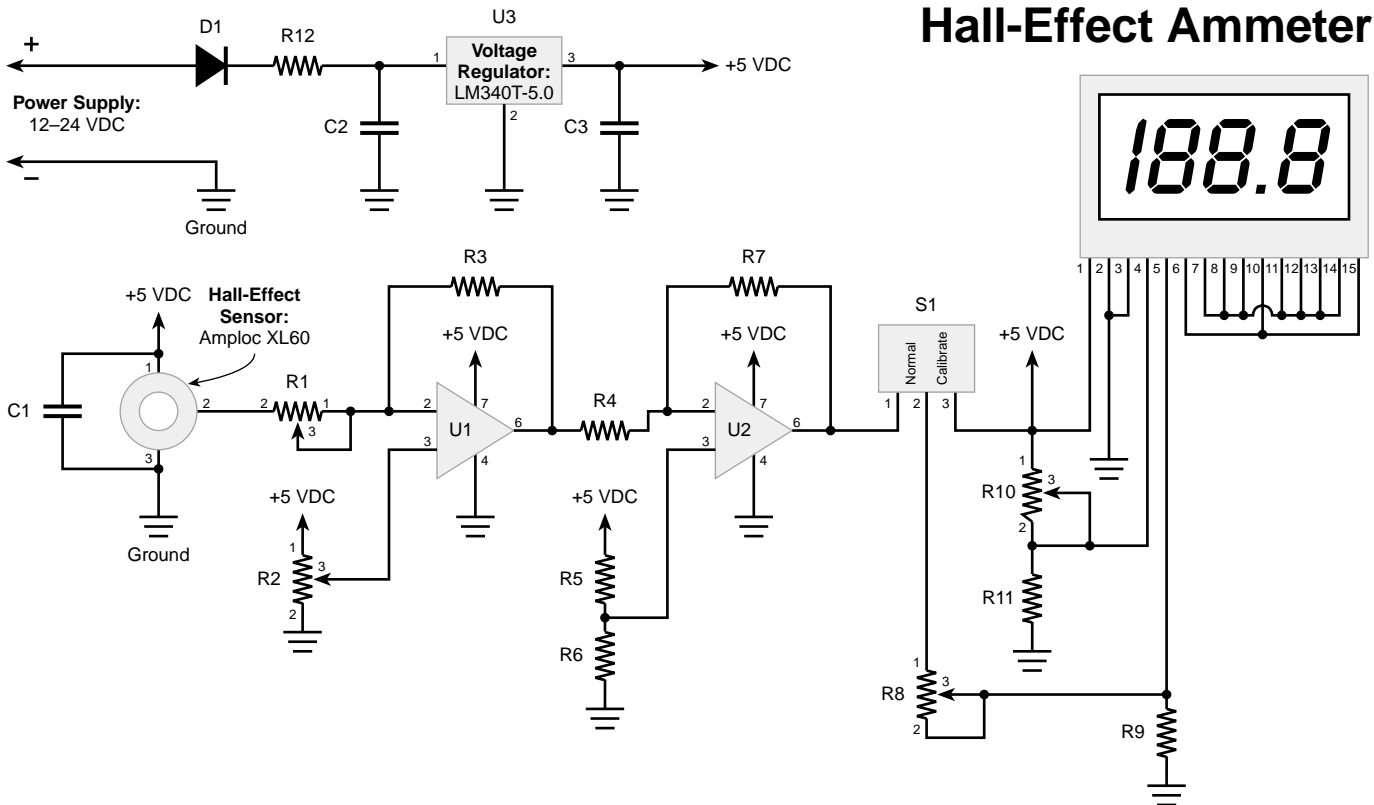 Hall-Effect Ammeter
D1
R12
U3
+
1
Voltage
Regulator:
LM340T-5.0
3
2
+5 VDC
Power Supply:
12–24 VDC
C2
C3
–
Ground
188.8
1 2 3 4 5 6 7 8 9 10 11 12 13 14 15
+5 VDC
Hall-Effect
Sensor:
Amploc XL60
C1
1
2
3
Ground
R1
2
1
3
R3
+5 VDC
2
3
U1
7
6
4
+5 VDC
R2
1
3
2
R4
R7
+5 VDC
2
3
U2
7
6
4
+5 VDC
R5
R6
S1
Normal
Calibrate
1 2 3
+5 VDC
R10
1
3
2
R11
R8
1
3
2
R9